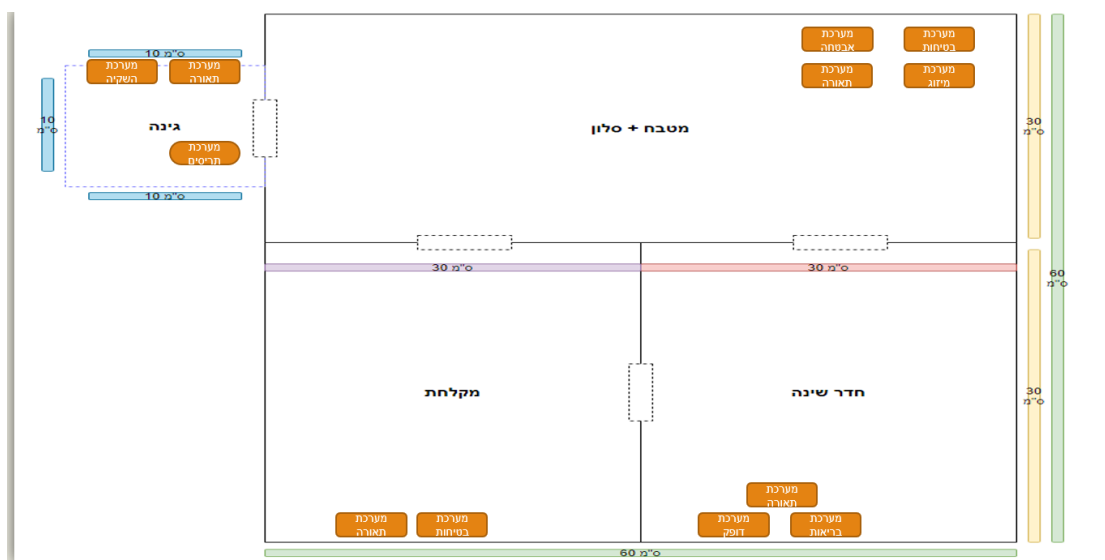 מערכת
אבטחה
מערכת
בטיחות
מערכת
תאורה
מערכת
מיזוג
10 ס"מ
מערכת
השקיה
מערכת
תאורה
10
ס"מ
גינה
מערכת
תריסים
10 ס"מ
מטבח + סלון
30
ס"מ
60
ס"מ
30 ס"מ
30 ס"מ
מקלחת
חדר שינה
30
ס"מ
מערכת
תאורה
מערכת
בטיחות
מערכת
תאורה
מערכת
דופק
מערכת
בריאות
60 ס"מ